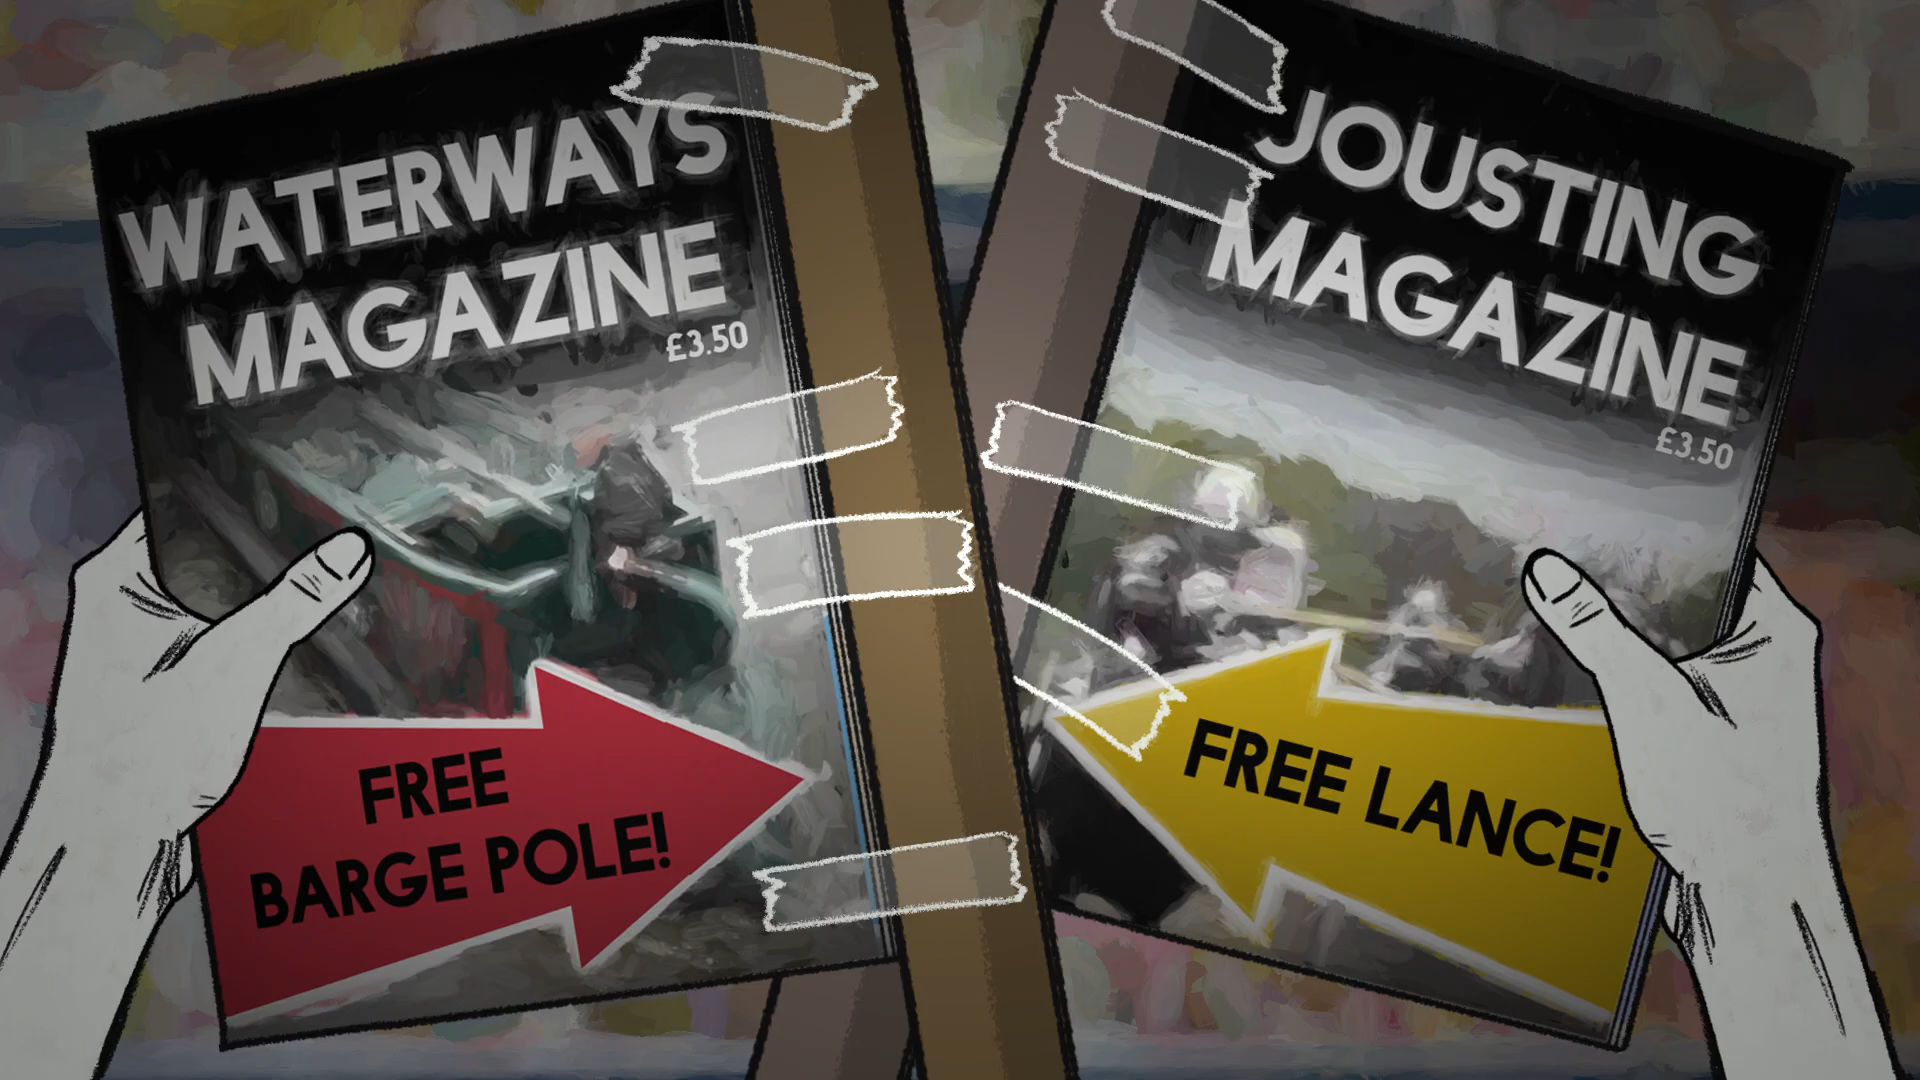 WATERWAYS
MAGAZINE
£3.50
FREE
BARGE POLE!
JOUSTING
MAGAZINE
£3.50
FREE LANCE!